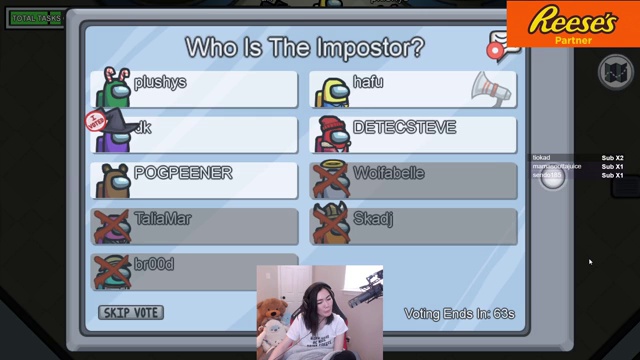 TOTAL TASKS
Who Is The Impostor?
Reese's
Partner
plushys
hafu
I VOTED
Jk
DETECSTEVE
POGPEENER
Wolfabelle
TaliaMar
Skadj
br00d
SKIP VOTE
Voting Ends In: 63s
Sub X2
Sub X1
Sub X1